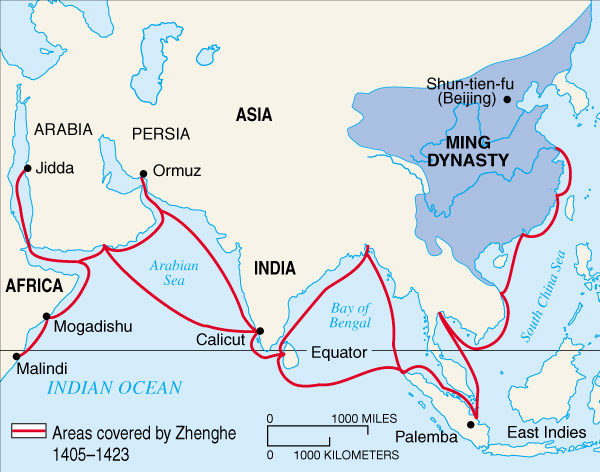 Shun-tien-fu
(Beijing)
ASIA
ARABIA
PERSIA
MING
DYNASTY
Jidda
Ormuz
Arabian
Sea
INDIA
South China Sea
AFRICA
Bay of
Bengal
Mogadishu
Calicut
Equator
Malindi
INDIAN OCEAN
Areas covered by Zhenghe
1405–1423
0
1000 MILES
0
1000 KILOMETERS
Palemba
East Indies